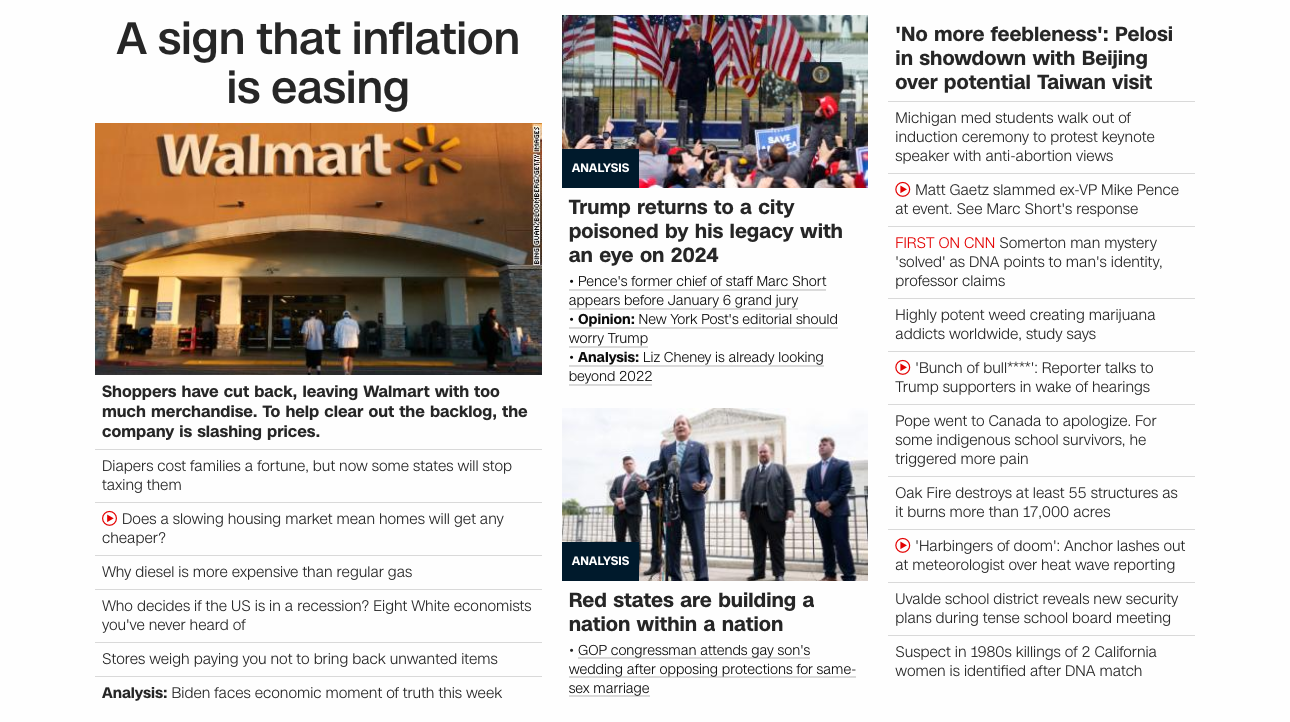 A sign that inflation
is easing
Walmart
BING GUAN/BLOOMBERG/GETTY IMAGES
Shoppers have cut back, leaving Walmart with too
much merchandise. To help clear out the backlog, the
company is slashing prices.
Diapers cost families a fortune, but now some states will stop
taxing them
Does a slowing housing market mean homes will get any
cheaper?
Why diesel is more expensive than regular gas
Who decides if the US is in a recession? Eight White economists
you've never heard of
Stores weigh paying you not to bring back unwanted items
Analysis: Biden faces economic moment of truth this week
SAVE
ANALYSIS
Trump returns to a city
poisoned by his legacy with
an eye on 2024
• Pence's former chief of staff Marc Short
appears before January 6 grand jury
• Opinion: New York Post's editorial should
worry Trump
• Analysis: Liz Cheney is already looking
beyond 2022
ANALYSIS
Red states are building a
nation within a nation
• GOP congressman attends gay son's
wedding after opposing protections for same-
sex marriage
'No more feebleness': Pelosi
in showdown with Beijing
over potential Taiwan visit
Michigan med students walk out of
induction ceremony to protest keynote
speaker with anti-abortion views
Matt Gaetz slammed ex-VP Mike Pence
at event. See Marc Short's response
FIRST ON CNN Somerton man mystery
'solved' as DNA points to man's identity,
professor claims
Highly potent weed creating marijuana
addicts worldwide, study says
'Bunch of bull****': Reporter talks to
Trump supporters in wake of hearings
Pope went to Canada to apologize. For
some indigenous school survivors, he
triggered more pain
Oak Fire destroys at least 55 structures as
it burns more than 17,000 acres
'Harbingers of doom': Anchor lashes out
at meteorologist over heat wave reporting
Uvalde school district reveals new security
plans during tense school board meeting
Suspect in 1980s killings of 2 California
women is identified after DNA match